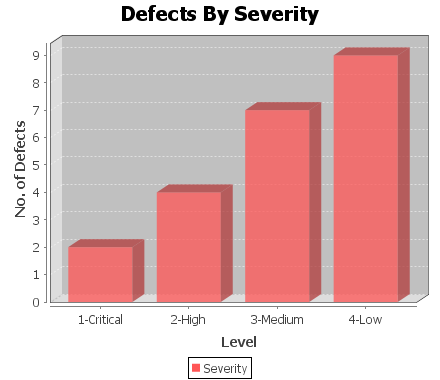 Defects By Severity
No. of Defects
9
8
7
6
5
4
3
2
1
0
1-Critical 2-High 3-Medium 4-Low
Level
Severity